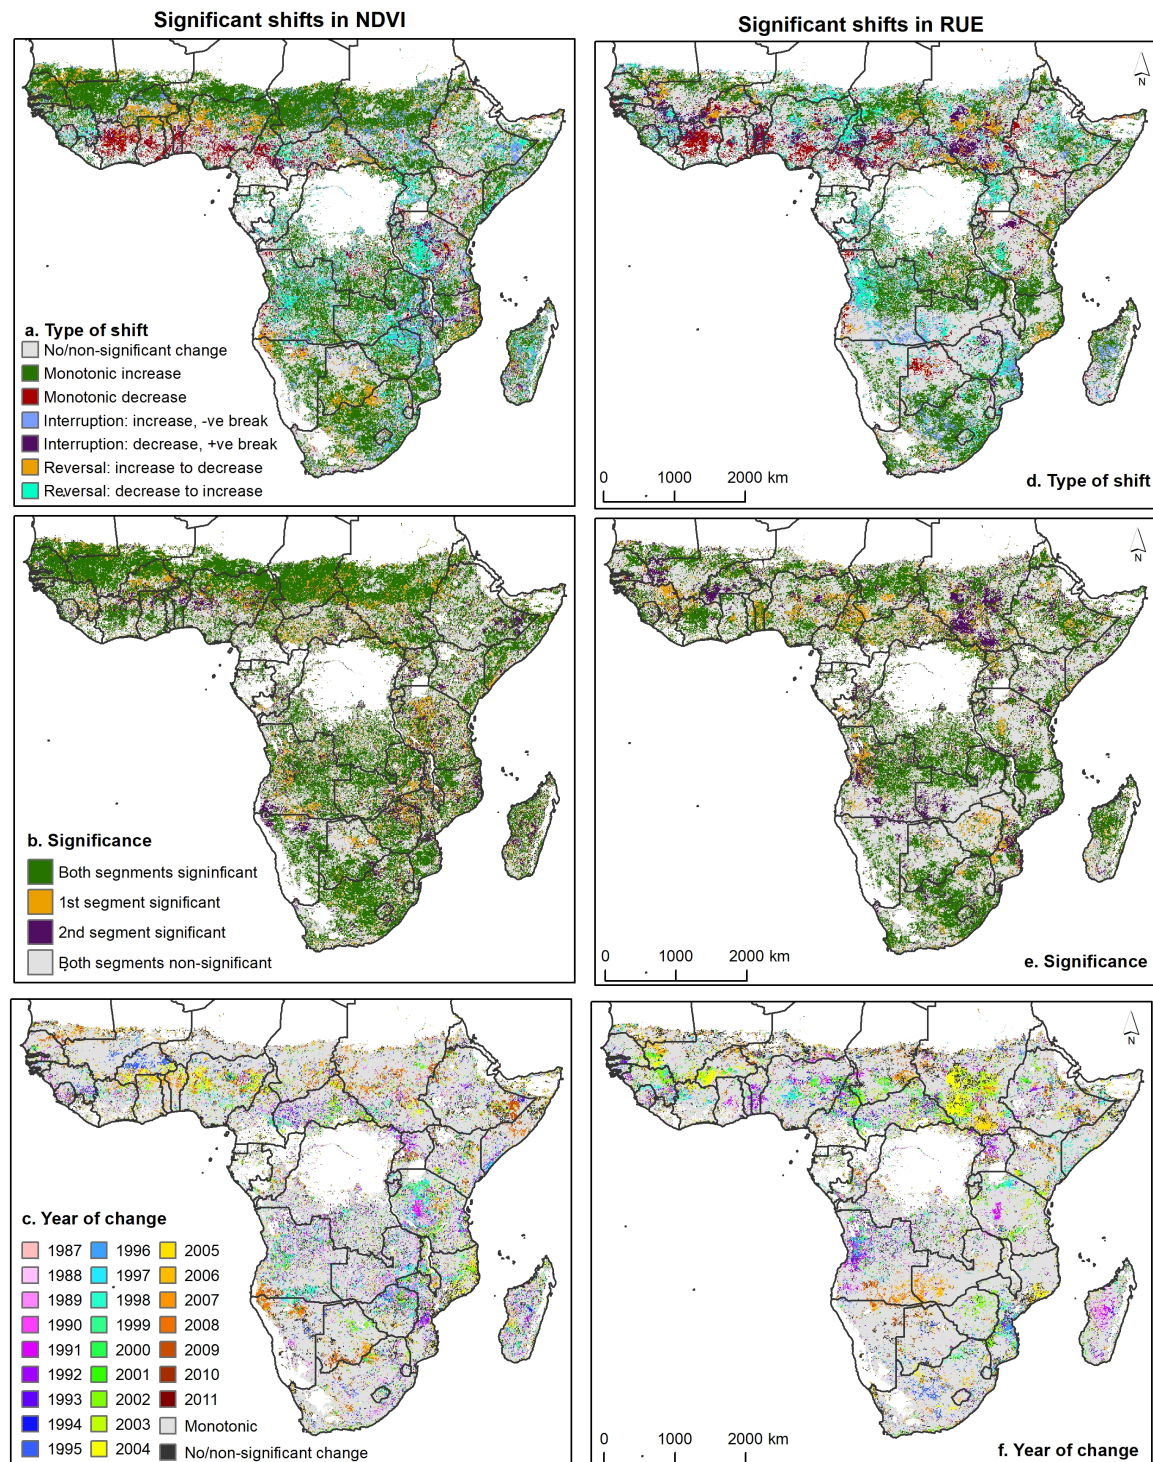 Significant shifts in NDVI
Significant shifts in RUE
a. Type of shift
No/non-significant change
Monotonic increase
Monotonic decrease
Interruption: increase, -ve break
Interruption: decrease, +ve break
Reversal: increase to decrease
Reversal: decrease to increase
N
0 1000 2000 km
d. Type of shift
b. Significance
Both segnments signinficant
1st segment significant
2nd segment significant
Both segments non-significant
N
0 1000 2000 km
e. Significance
c. Year of change
1987 1996 2005
1988 1997 2006
1989 1998 2007
1990 1999 2008
1991 2000 2009
1992 2001 2010
1993 2002 2011
1994 2003 Monotonic
1995 2004 No/non-significant change
N
0 1000 2000 km
f. Year of change